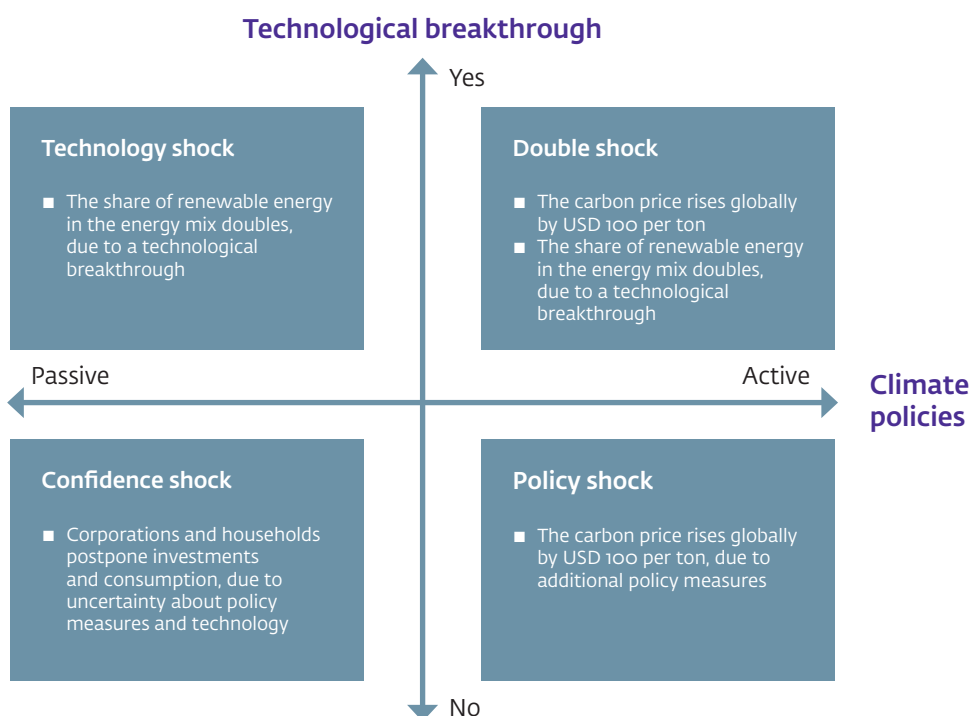 Technological breakthrough
Yes
Technology shock
■ The share of renewable energy
in the energy mix doubles,
due to a technological
breakthrough
Double shock
■ The carbon price rises globally
by USD 100 per ton
■ The share of renewable energy
in the energy mix doubles,
due to a technological
breakthrough
Passive
Active
Climate
policies
Confidence shock
■ Corporations and households
postpone investments
and consumption, due to
uncertainty about policy
measures and technology
Policy shock
■ The carbon price rises globally
by USD 100 per ton, due to
additional policy measures
No